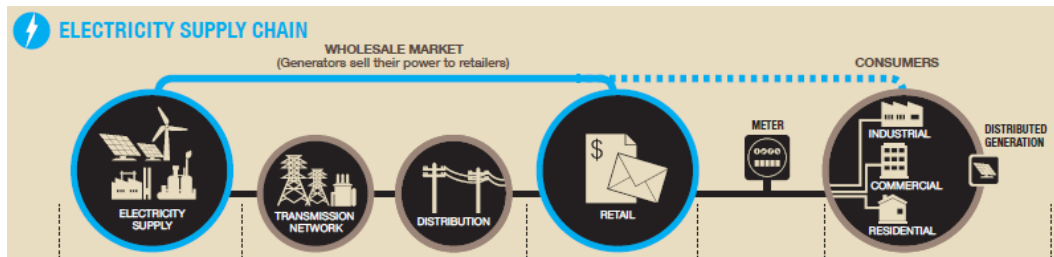 ELECTRICITY SUPPLY CHAIN
WHOLESALE MARKET
(Generators sell their power to retailers)
CONSUMERS
ELECTRICITY
SUPPLY
TRANSMISSION
NETWORK
DISTRIBUTION
$
RETAIL
METER
INDUSTRIAL
COMMERCIAL
RESIDENTIAL
DISTRIBUTED
GENERATION